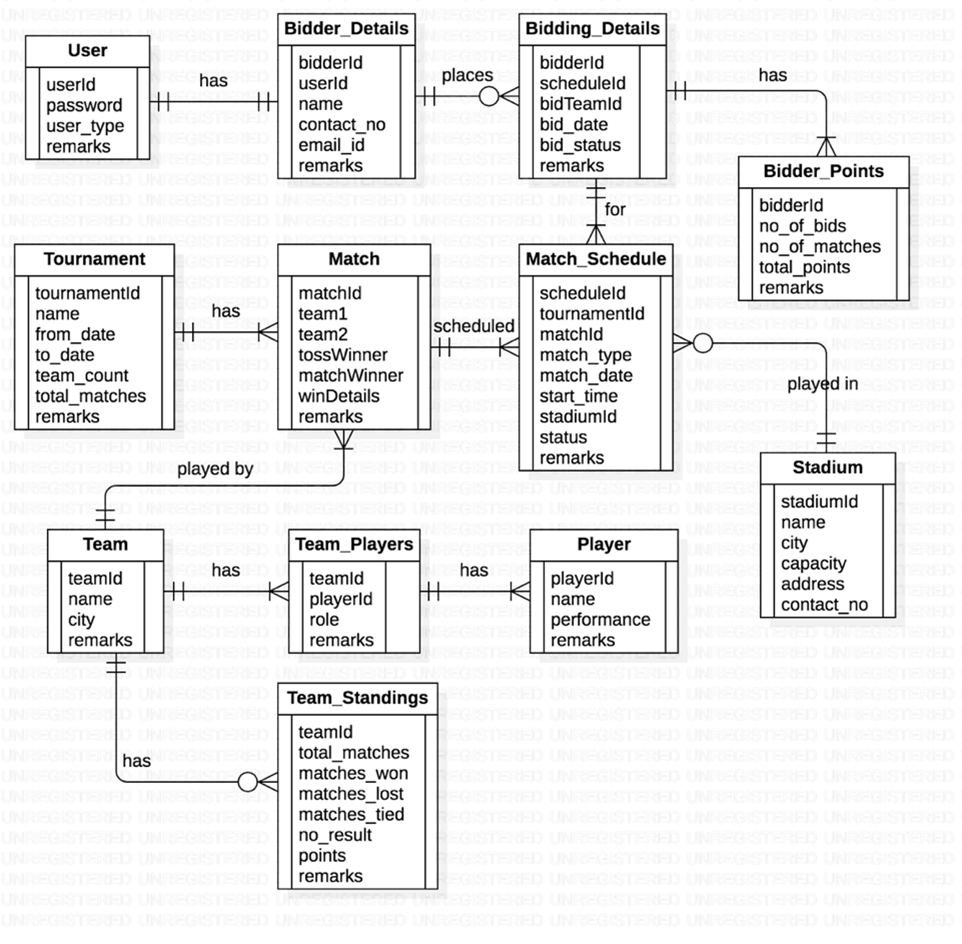 User
userId
password
user_type
remarks
has
Bidder_Details
bidderId
userId
name
contact_no
email_id
remarks
places
Bidding_Details
bidderId
scheduleId
bidTeamId
bid_date
bid_status
remarks
has
Bidder_Points
bidderId
no_of_bids
no_of_matches
total_points
remarks
for
Tournament
tournamentId
name
from_date
to_date
team_count
total_matches
remarks
has
Match
matchId
team1
team2
tossWinner
matchWinner
winDetails
remarks
scheduled
Match_Schedule
scheduleId
tournamentId
matchId
match_type
match_date
start_time
stadiumId
status
remarks
played in
Stadium
stadiumId
name
city
capacity
address
contact_no
played by
Team
teamId
name
city
remarks
has
Team_Players
teamId
playerId
role
remarks
has
Player
playerId
name
performance
remarks
has
Team_Standings
teamId
total_matches
matches_won
matches_lost
matches_tied
no_result
points
remarks
UNREGISTERED